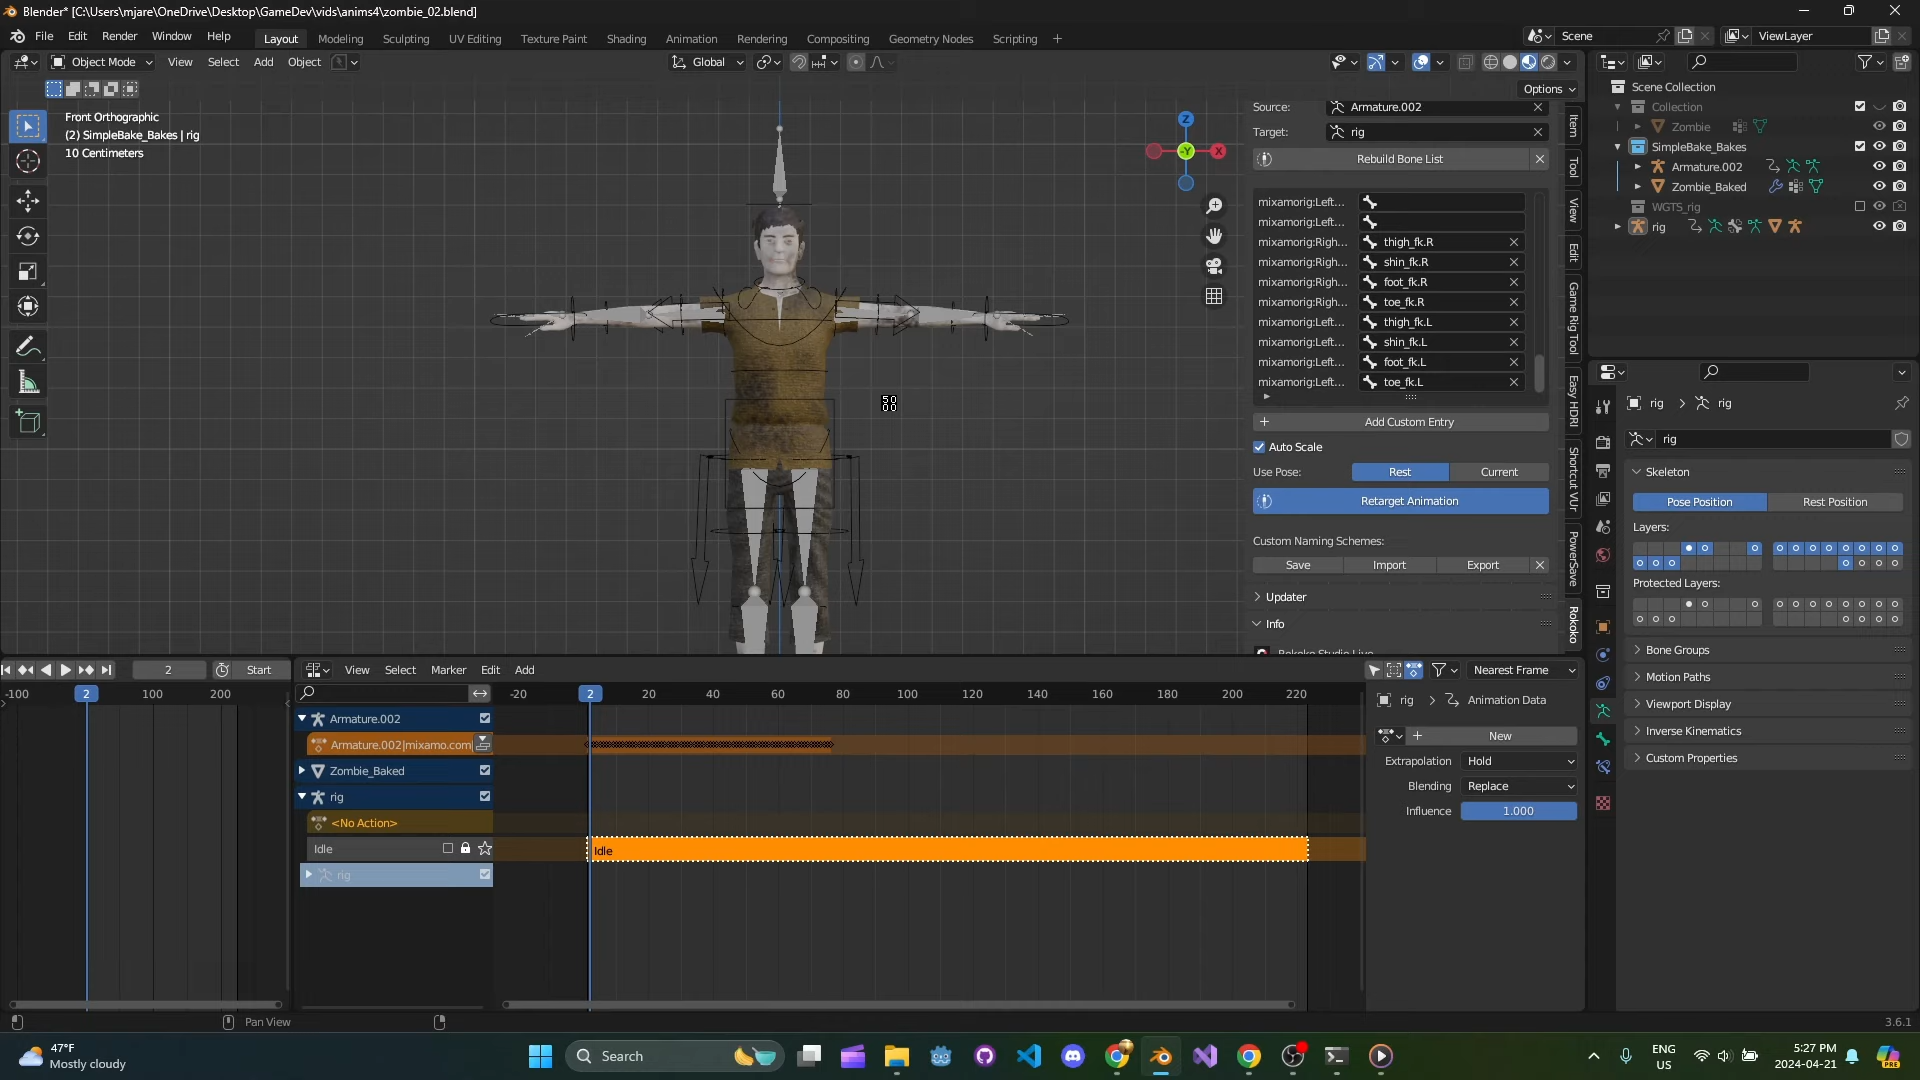 Blender* [C:\Users\mjare\OneDrive\Desktop\GameDev\vids\anims4\zombie_02.blend]
File Edit Render Window Help
Layout Modeling Sculpting UV Editing Texture Paint Shading Animation Rendering Compositing Geometry Nodes Scripting +
Scene
ViewLayer
Object Mode View Select Add Object
Global
Options
Front Orthographic
(2) SimpleBake_Bakes | rig
10 Centimeters
Z
X
-Y
50
00
Source: Armature.002
Target: rig
Rebuild Bone List
mixamorig:Left...
mixamorig:Left...
mixamorig:Righ... thigh_fk.R
mixamorig:Righ... shin_fk.R
mixamorig:Righ... foot_fk.R
mixamorig:Righ... toe_fk.R
mixamorig:Left... thigh_fk.L
mixamorig:Left... shin_fk.L
mixamorig:Left... foot_fk.L
mixamorig:Left... toe_fk.L
Add Custom Entry
Auto Scale
Use Pose: Rest Current
Retarget Animation
Custom Naming Schemes:
Save Import Export
Updater
Info
Rokoko Studio Live
Item
Tool
View
Edit
Game Rig Tool
Easy HDRI
Shortcut VUr
PowerSave
Rokoko
Scene Collection
Collection
Zombie
SimpleBake_Bakes
Armature.002
Zombie_Baked
WGTS_rig
rig
rig > rig
rig
Skeleton
Pose Position Rest Position
Layers:
Protected Layers:
Bone Groups
Motion Paths
Viewport Display
Inverse Kinematics
Custom Properties
2 Start
-100 2 100 200
View Select Marker Edit Add
Nearest Frame
-20 2 20 40 60 80 100 120 140 160 180 200 220
Armature.002
Armature.002|mixamo.com|
Zombie_Baked
rig
<No Action>
Idle
Idle
rig
rig > Animation Data
New
Extrapolation Hold
Blending Replace
Influence 1.000
Pan View
3.6.1
47°F
Mostly cloudy
Search
ENG
US
5:27 PM
2024-04-21
PRE